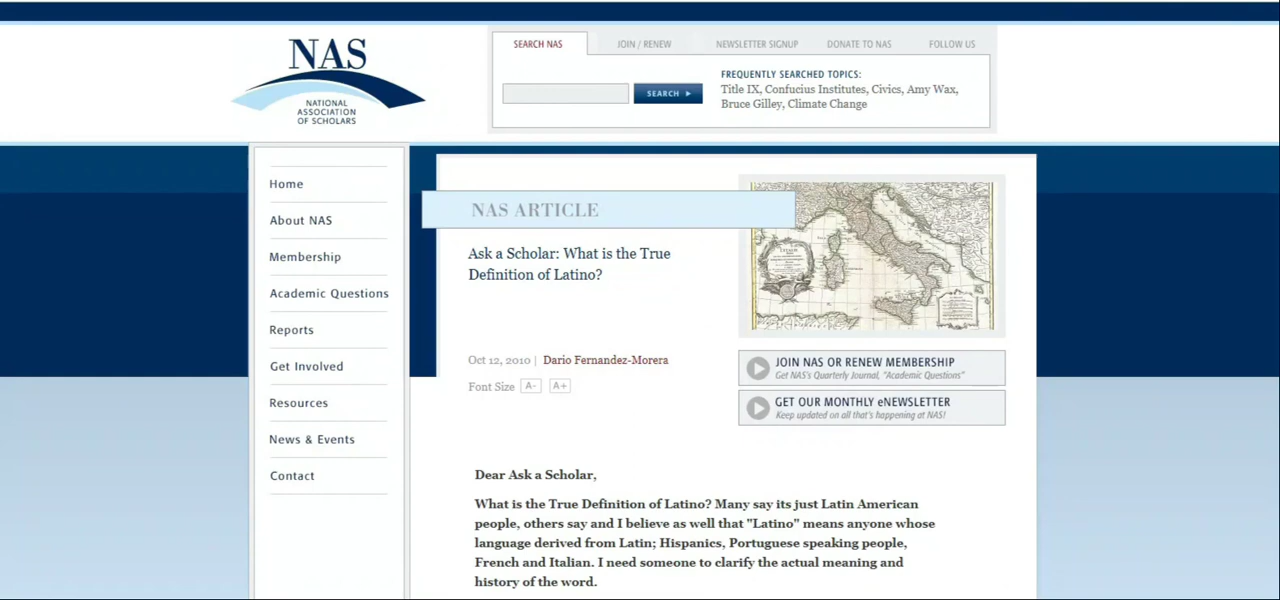 NAS
NATIONAL
ASSOCIATION
OF SCHOLARS
SEARCH NAS
JOIN / RENEW
NEWSLETTER SIGNUP
DONATE TO NAS
FOLLOW US
SEARCH
FREQUENTLY SEARCHED TOPICS:
Title IX, Confucius Institutes, Civics, Amy Wax,
Bruce Gilley, Climate Change
Home
About NAS
Membership
Academic Questions
Reports
Get Involved
Resources
News & Events
Contact
NAS ARTICLE
Ask a Scholar: What is the True
Definition of Latino?
Oct 12, 2010 | Dario Fernandez-Morera
Font Size A- A+
JOIN NAS OR RENEW MEMBERSHIP
Get NAS's Quarterly Journal, "Academic Questions"
GET OUR MONTHLY eNEWSLETTER
Keep updated on all that's happening at NAS!
Dear Ask a Scholar,
What is the True Definition of Latino? Many say its just Latin American
people, others say and I believe as well that "Latino" means anyone whose
language derived from Latin; Hispanics, Portuguese speaking people,
French and Italian. I need someone to clarify the actual meaning and
history of the word.